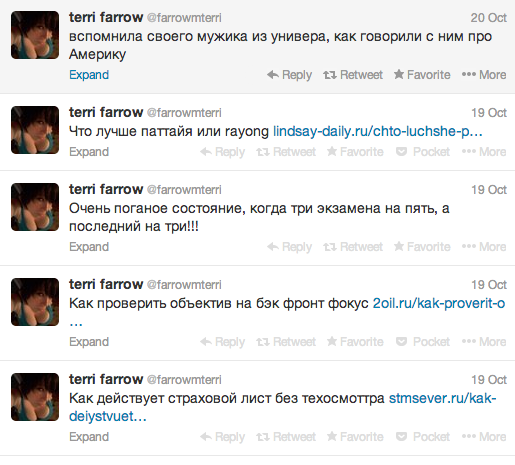 terri farrow @farrowmterri 20 Oct
вспомнила своего мужика из универа, как говорили с ним про
Америку
Expand Reply Retweet Favorite More
terri farrow @farrowmterri 19 Oct
Что лучше паттайя или rayong lindsay-daily.ru/chto-luchshe-p…
Expand Reply Retweet Favorite Pocket More
terri farrow @farrowmterri 19 Oct
Очень поганое состояние, когда три экзамена на пять, а
последний на три!!!
Expand Reply Retweet Favorite More
terri farrow @farrowmterri 19 Oct
Как проверить объектив на бэк фронт фокус 2oil.ru/kak-proverit-o
…
Expand Reply Retweet Favorite Pocket More
terri farrow @farrowmterri 19 Oct
Как действует страховой лист без техосмоттра stmsever.ru/kak-
deiystvuet…
Expand Reply Retweet Favorite Pocket More